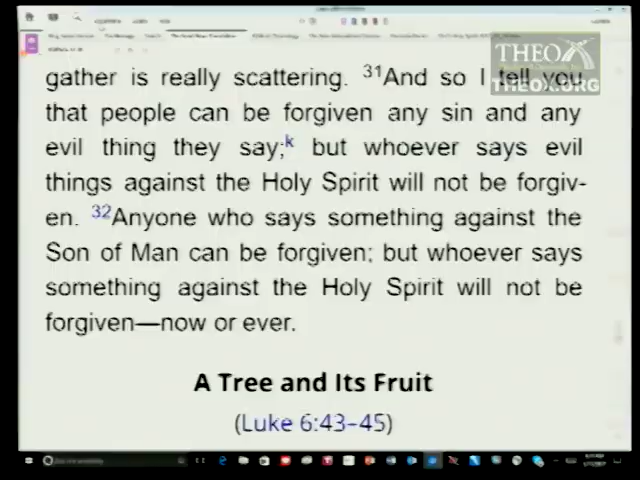 THEOX
THEOX.ORG
gather is really scattering. 31And so I tell you
that people can be forgiven any sin and any
evil thing they say;k but whoever says evil
things against the Holy Spirit will not be forgiv-
en. 32Anyone who says something against the
Son of Man can be forgiven; but whoever says
something against the Holy Spirit will not be
forgiven—now or ever.
A Tree and Its Fruit
(Luke 6:43–45)